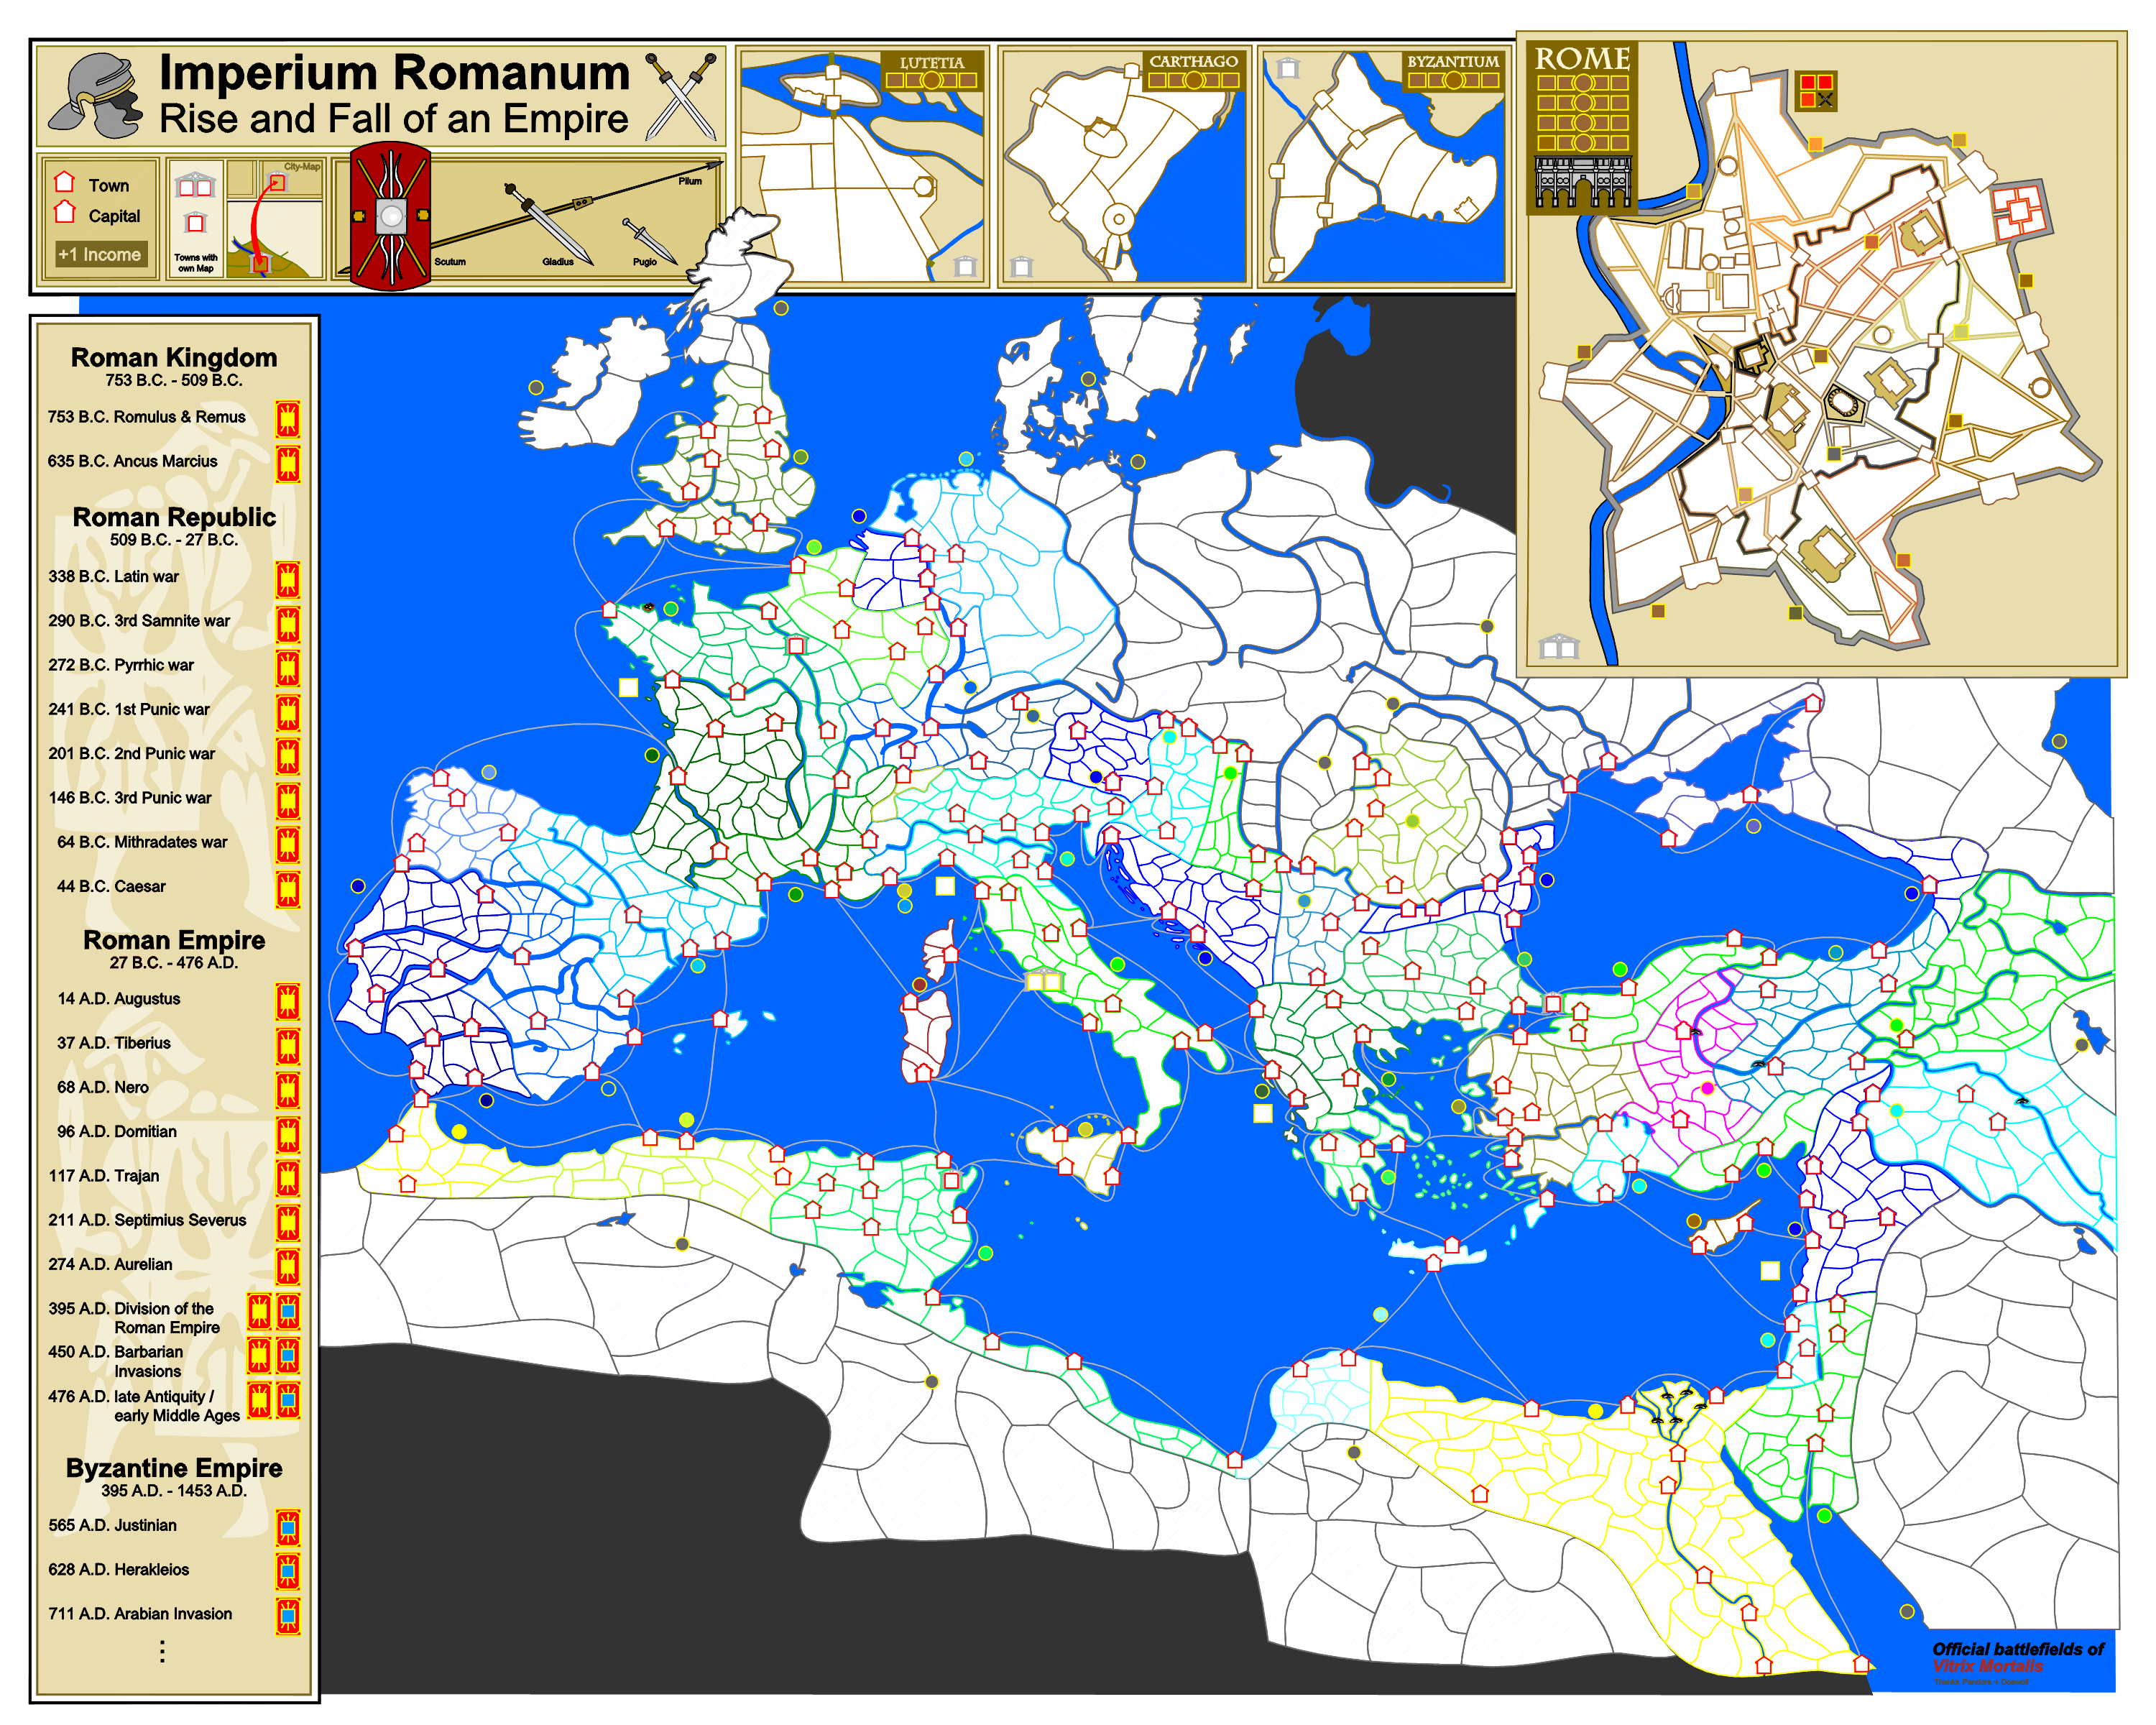 Imperium Romanum
Rise and Fall of an Empire
Town
Capital
+1 Income
City-Map
Towns with
own Map
Scutum
Gladius
Pugio
Pilum
LUTETIA
CARTHAGO
BYZANTIUM
ROME
Roman Kingdom
753 B.C. - 509 B.C.
753 B.C. Romulus & Remus
635 B.C. Ancus Marcius
Roman Republic
509 B.C. - 27 B.C.
338 B.C. Latin war
290 B.C. 3rd Samnite war
272 B.C. Pyrrhic war
241 B.C. 1st Punic war
201 B.C. 2nd Punic war
146 B.C. 3rd Punic war
64 B.C. Mithradates war
44 B.C. Caesar
Roman Empire
27 B.C. - 476 A.D.
14 A.D. Augustus
37 A.D. Tiberius
68 A.D. Nero
96 A.D. Domitian
117 A.D. Trajan
211 A.D. Septimius Severus
274 A.D. Aurelian
395 A.D. Division of the
Roman Empire
450 A.D. Barbarian
Invasions
476 A.D. late Antiquity /
early Middle Ages
Byzantine Empire
395 A.D. - 1453 A.D.
565 A.D. Justinian
628 A.D. Herakleios
711 A.D. Arabian Invasion
Official battlefields of
Vitrix Mortalis